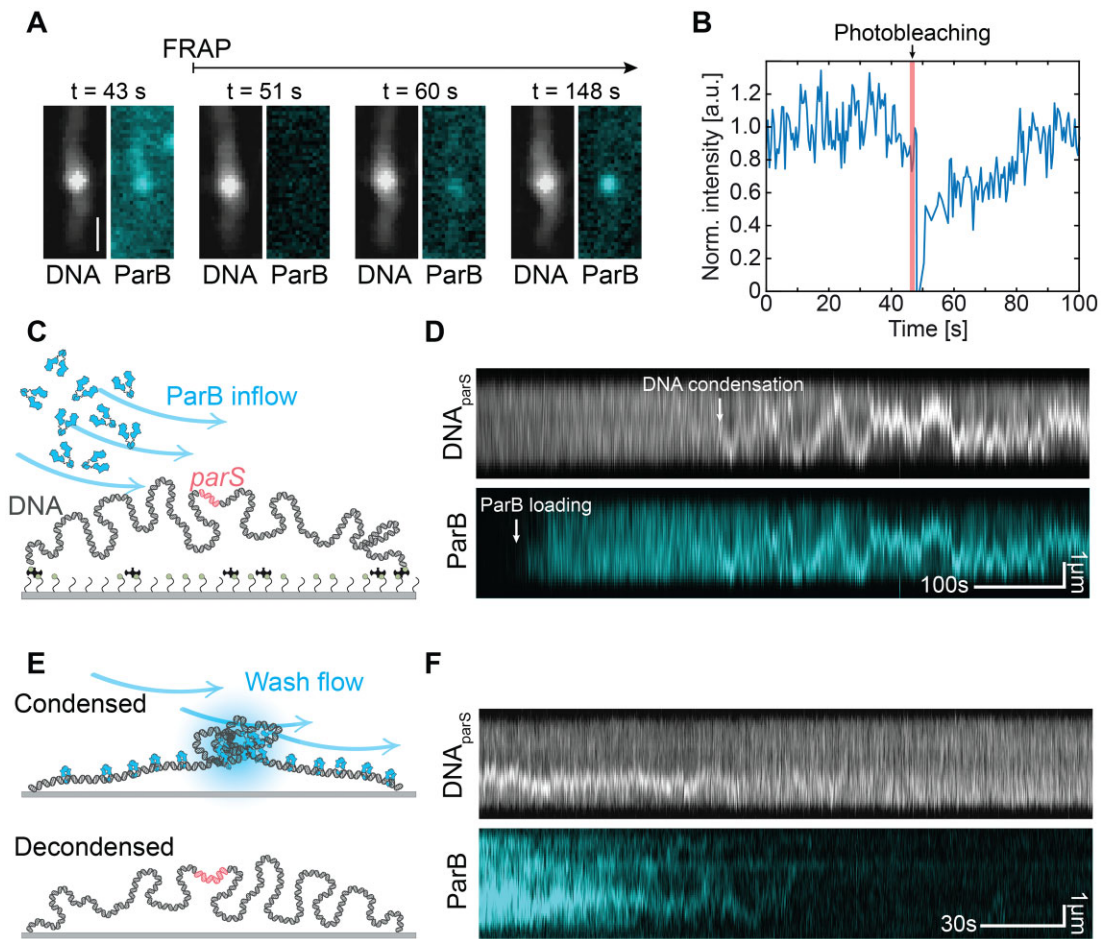 A
FRAP
t = 43 s
t = 51 s
t = 60 s
t = 148 s
DNA
ParB
DNA
ParB
DNA
ParB
DNA
ParB
B
Photobleaching
Norm. intensity [a.u.]
1.2
1.0
0.8
0.6
0.4
0.2
0
0
20
40
60
80
100
Time [s]
C
ParB inflow
parS
DNA
D
DNAparS
DNA condensation
ParB
ParB loading
100s
1µm
E
Condensed
Wash flow
Decondensed
F
DNAparS
ParB
30s
1µm